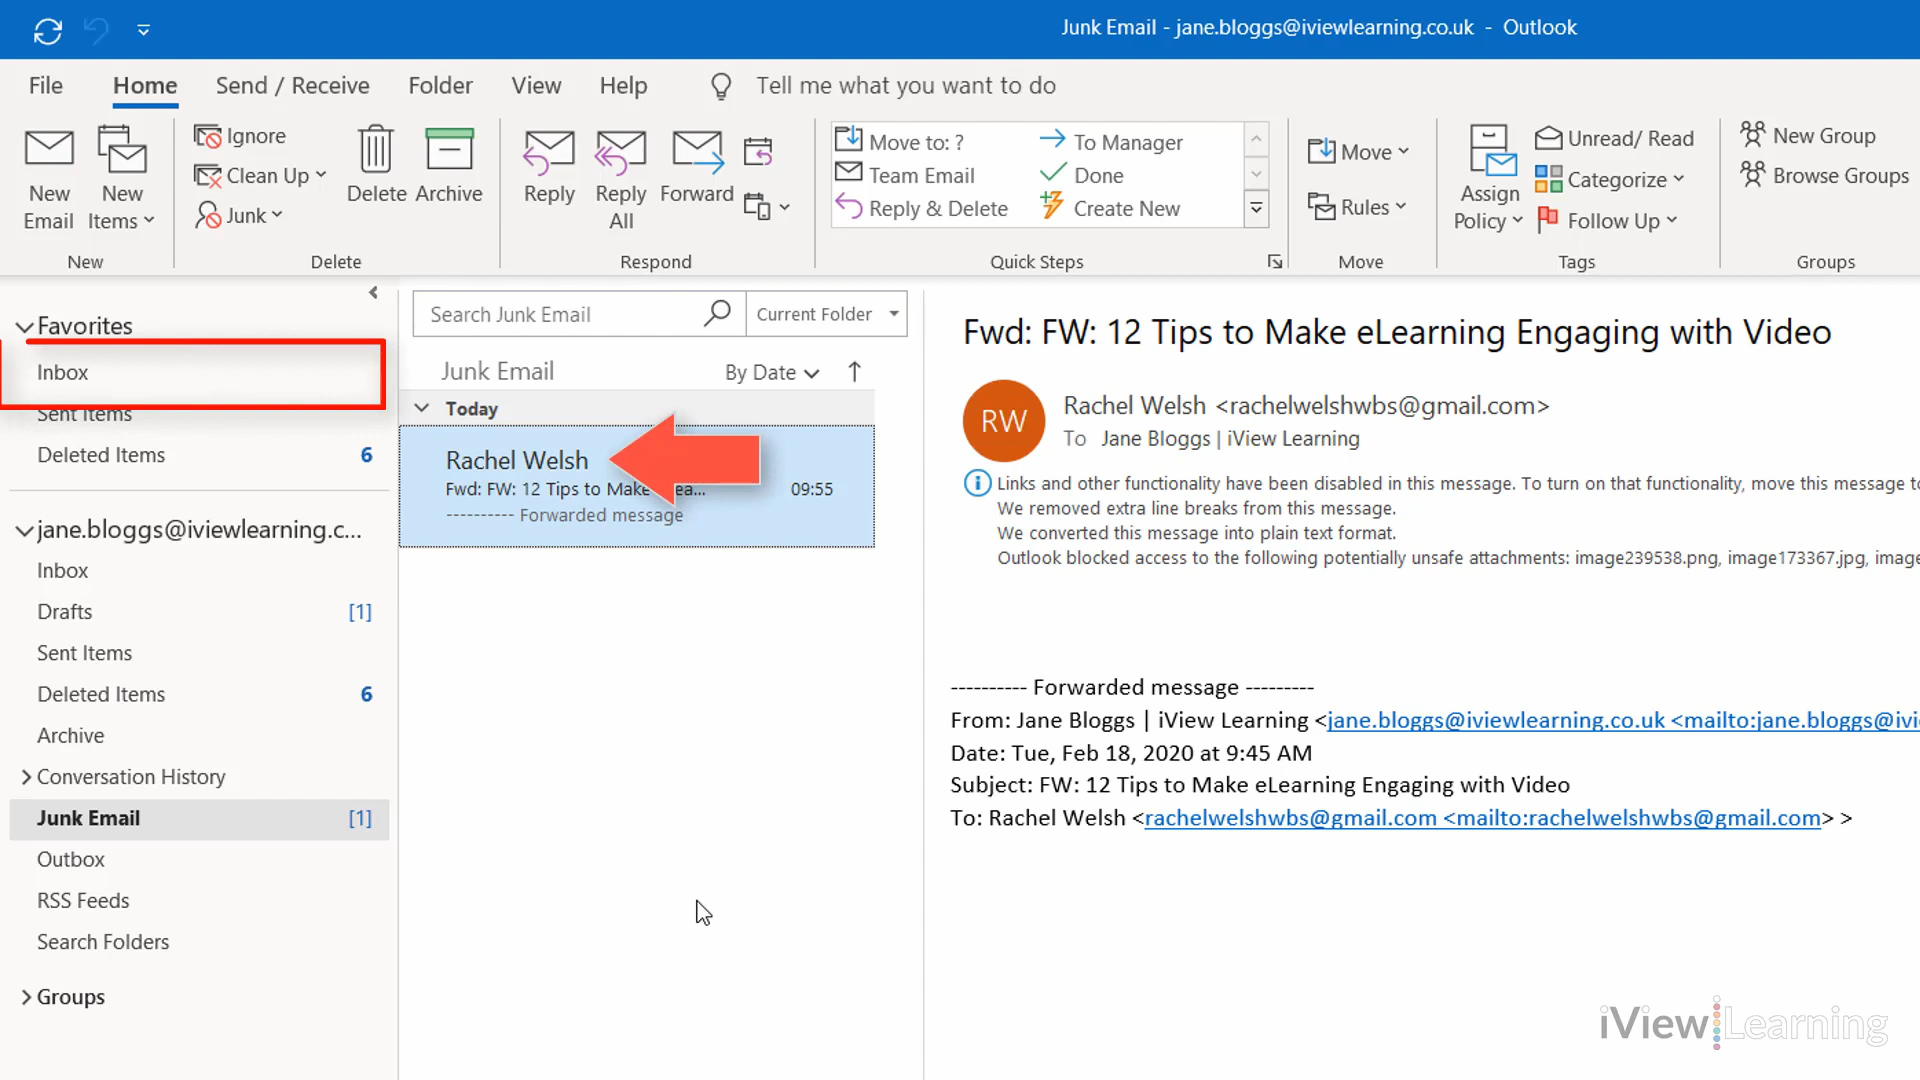 Junk Email - jane.bloggs@iviewlearning.co.uk - Outlook
File Home Send / Receive Folder View Help Tell me what you want to do
New Email
New Items
New
Ignore
Clean Up
Junk
Delete
Archive
Delete
Reply
Reply All
Forward
Respond
Move to: ?
Team Email
Reply & Delete
To Manager
Done
Create New
Quick Steps
Move
Rules
Move
Assign Policy
Unread/ Read
Categorize
Follow Up
Tags
New Group
Browse Groups
Groups
Favorites
Inbox
Sent Items
Deleted Items 6
jane.bloggs@iviewlearning.c...
Inbox
Drafts [1]
Sent Items
Deleted Items 6
Archive
Conversation History
Junk Email [1]
Outbox
RSS Feeds
Search Folders
Groups
Search Junk Email
Current Folder
Junk Email By Date
Today
Rachel Welsh
Fwd: FW: 12 Tips to Make ea... 09:55
---------- Forwarded message
Fwd: FW: 12 Tips to Make eLearning Engaging with Video
RW
Rachel Welsh <rachelwelshwbs@gmail.com>
To Jane Bloggs | iView Learning
i Links and other functionality have been disabled in this message. To turn on that functionality, move this message to
We removed extra line breaks from this message.
We converted this message into plain text format.
Outlook blocked access to the following potentially unsafe attachments: image239538.png, image173367.jpg, image
---------- Forwarded message ---------
From: Jane Bloggs | iView Learning <jane.bloggs@iviewlearning.co.uk <mailto:jane.bloggs@ivi
Date: Tue, Feb 18, 2020 at 9:45 AM
Subject: FW: 12 Tips to Make eLearning Engaging with Video
To: Rachel Welsh <rachelwelshwbs@gmail.com <mailto:rachelwelshwbs@gmail.com> >
iView Learning